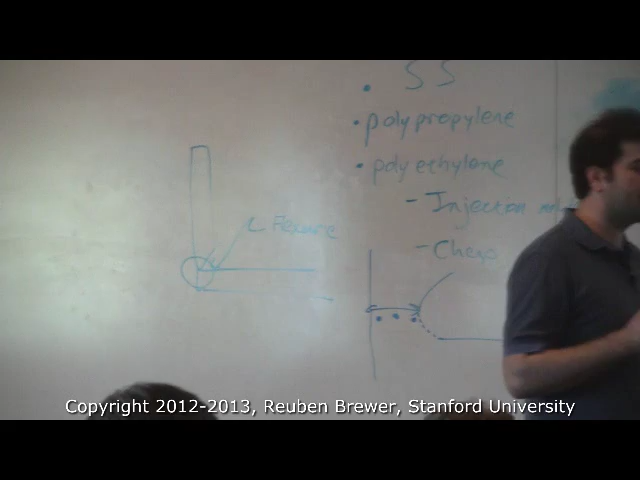 • SS
• polypropylene
• polyethylene
- Injection
- Cheap
Flexure
Copyright 2012-2013, Reuben Brewer, Stanford University